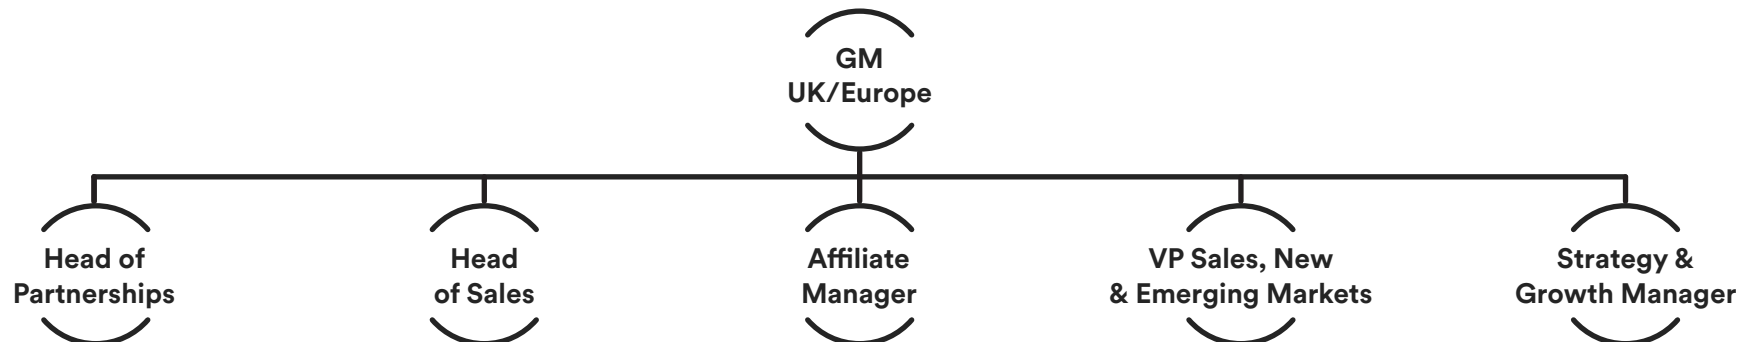 GM
UK/Europe
Head of
Partnerships
Head
of Sales
Affiliate
Manager
VP Sales, New
& Emerging Markets
Strategy &
Growth Manager